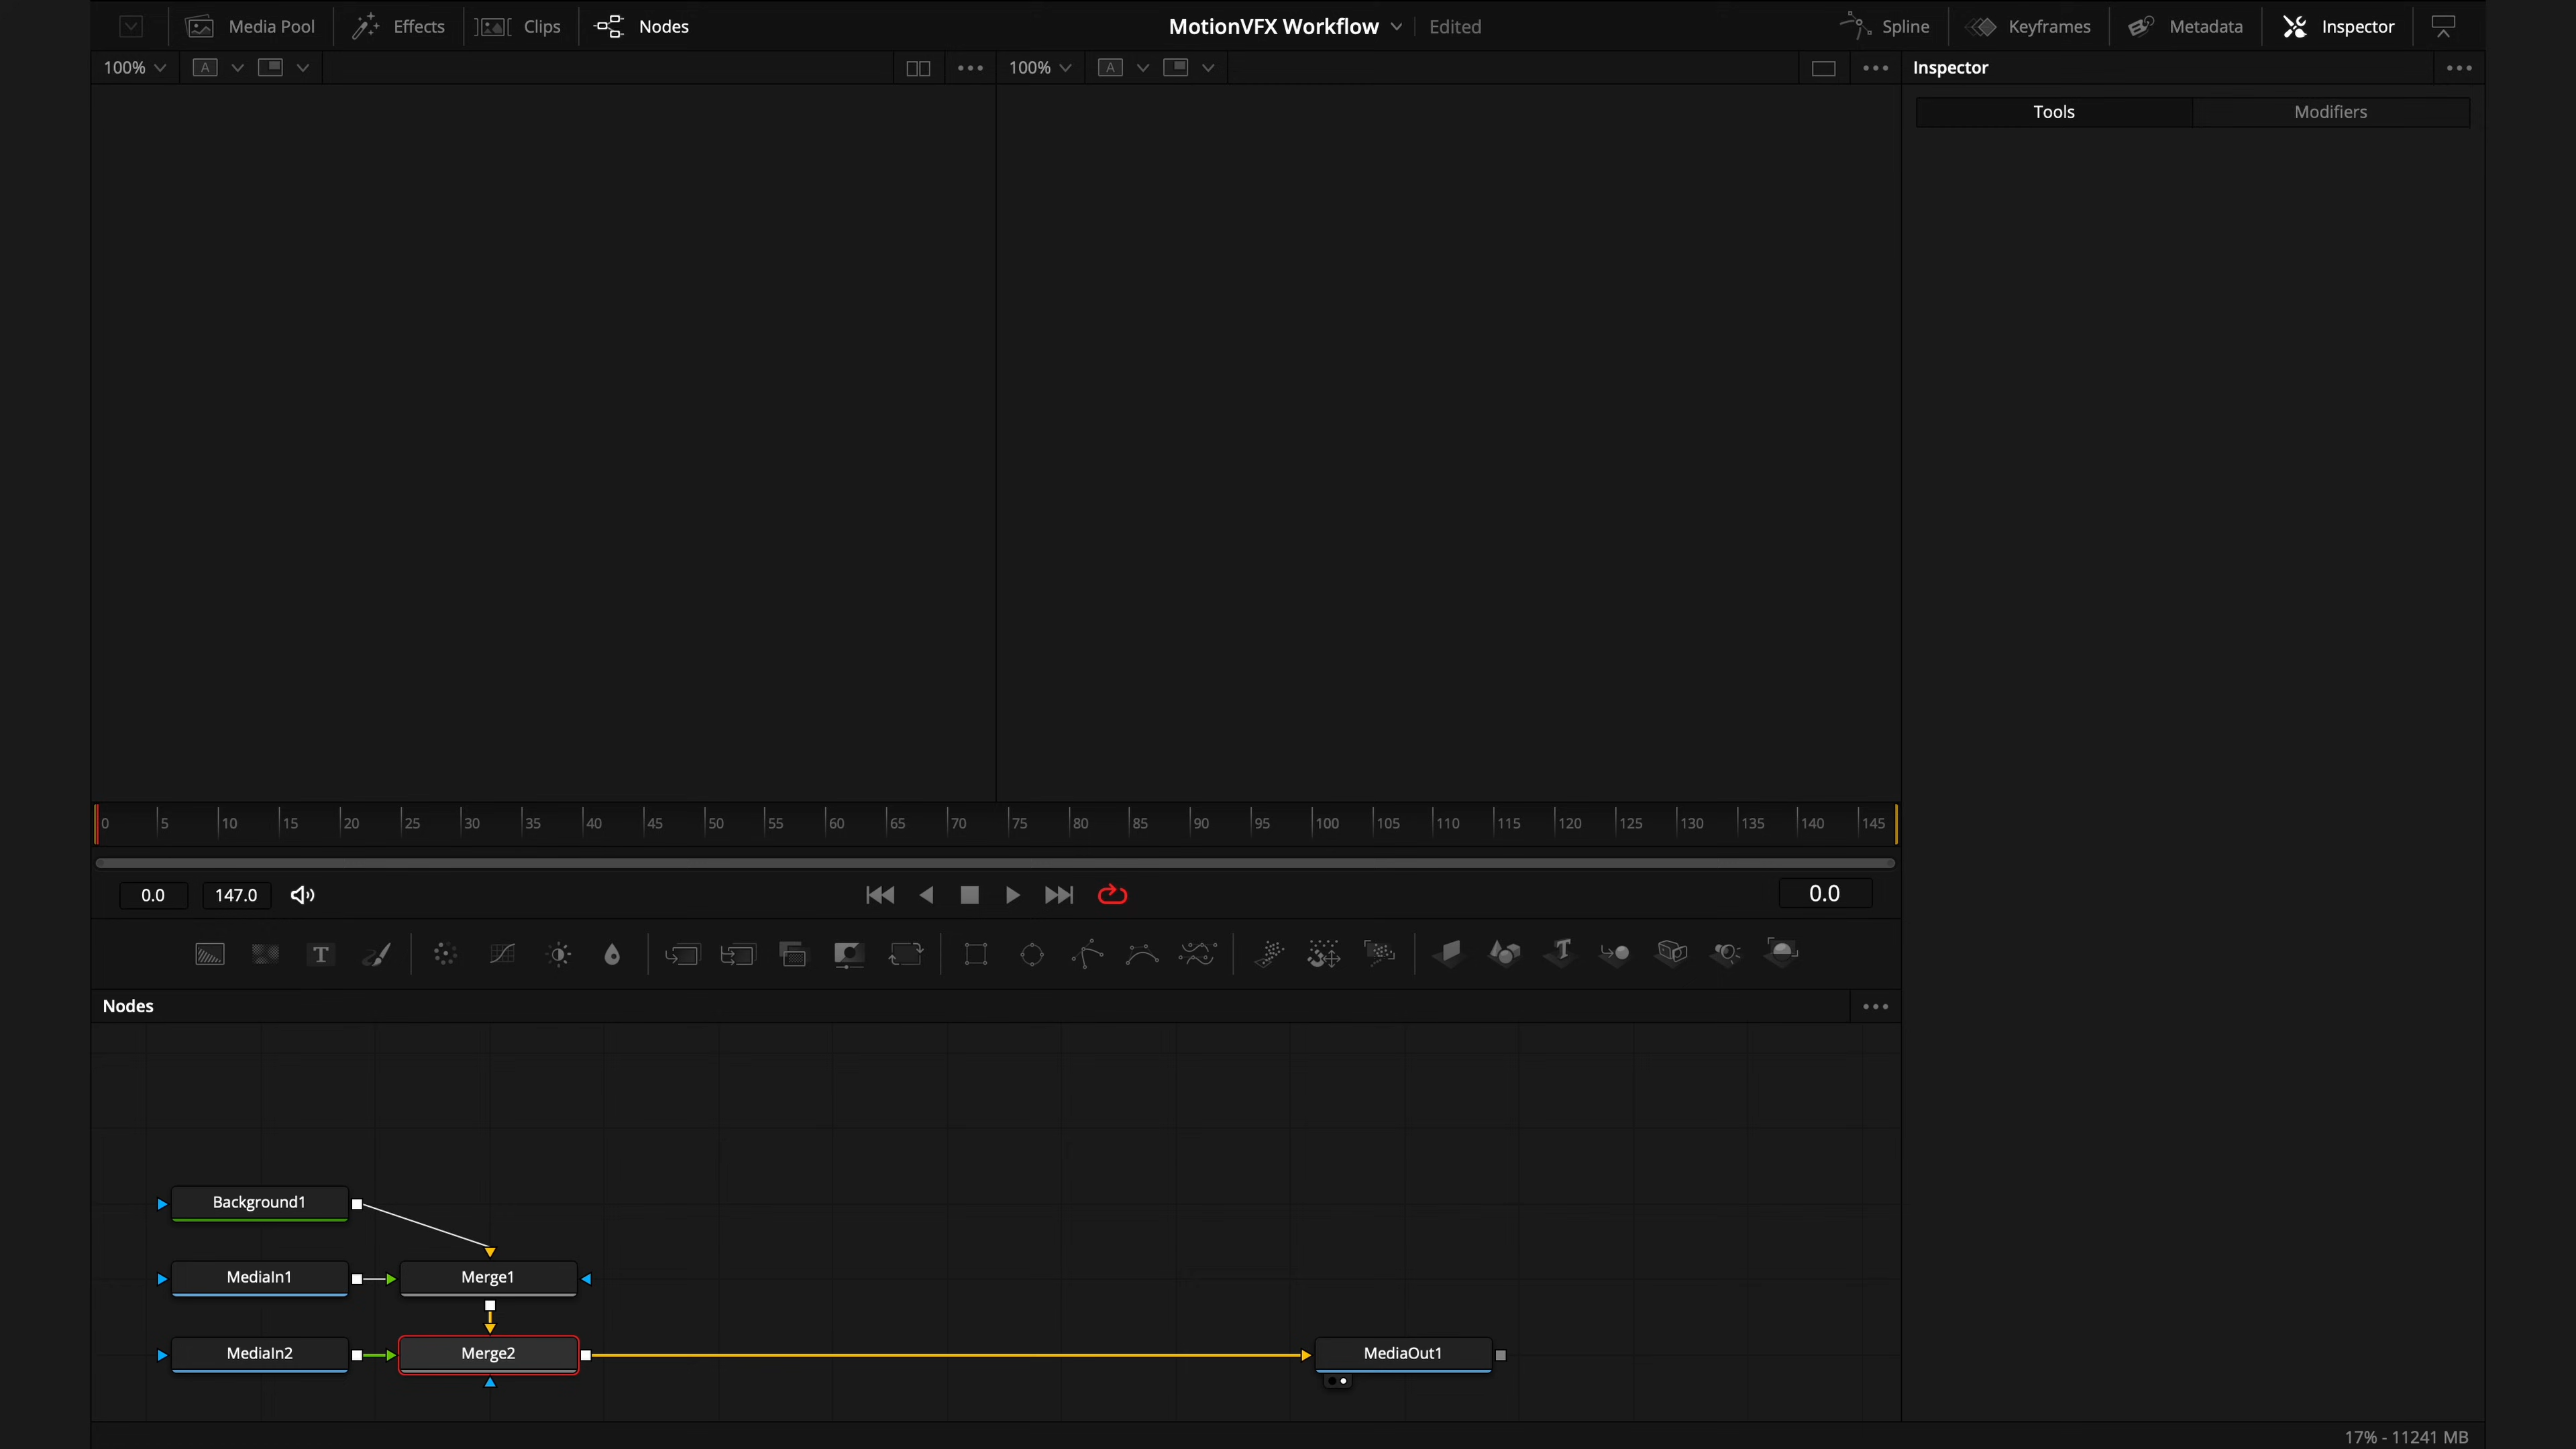 Media Pool Effects Clips Nodes MotionVFX Workflow Edited Spline Keyframes Metadata Inspector
100% A 100% A Inspector
Tools Modifiers
0 5 10 15 20 25 30 35 40 45 50 55 60 65 70 75 80 85 90 95 100 105 110 115 120 125 130 135 140 145
0.0 147.0 0.0
T T
Nodes
Background1
MediaIn1 Merge1
MediaIn2 Merge2 MediaOut1
17% - 11241 MB